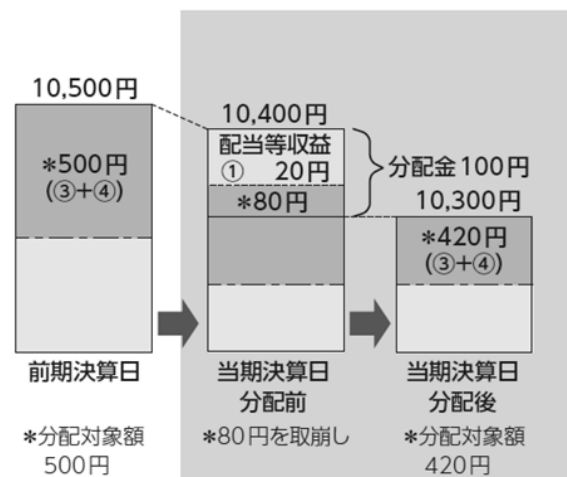 10,500円
*500円
(③+④)
前期決算日
*分配対象額
500円
10,400円
配当等収益
① 20円
*80円
分配金100円
当期決算日
分配前
*80円を取崩し
10,300円
*420円
(③+④)
当期決算日
分配後
*分配対象額
420円